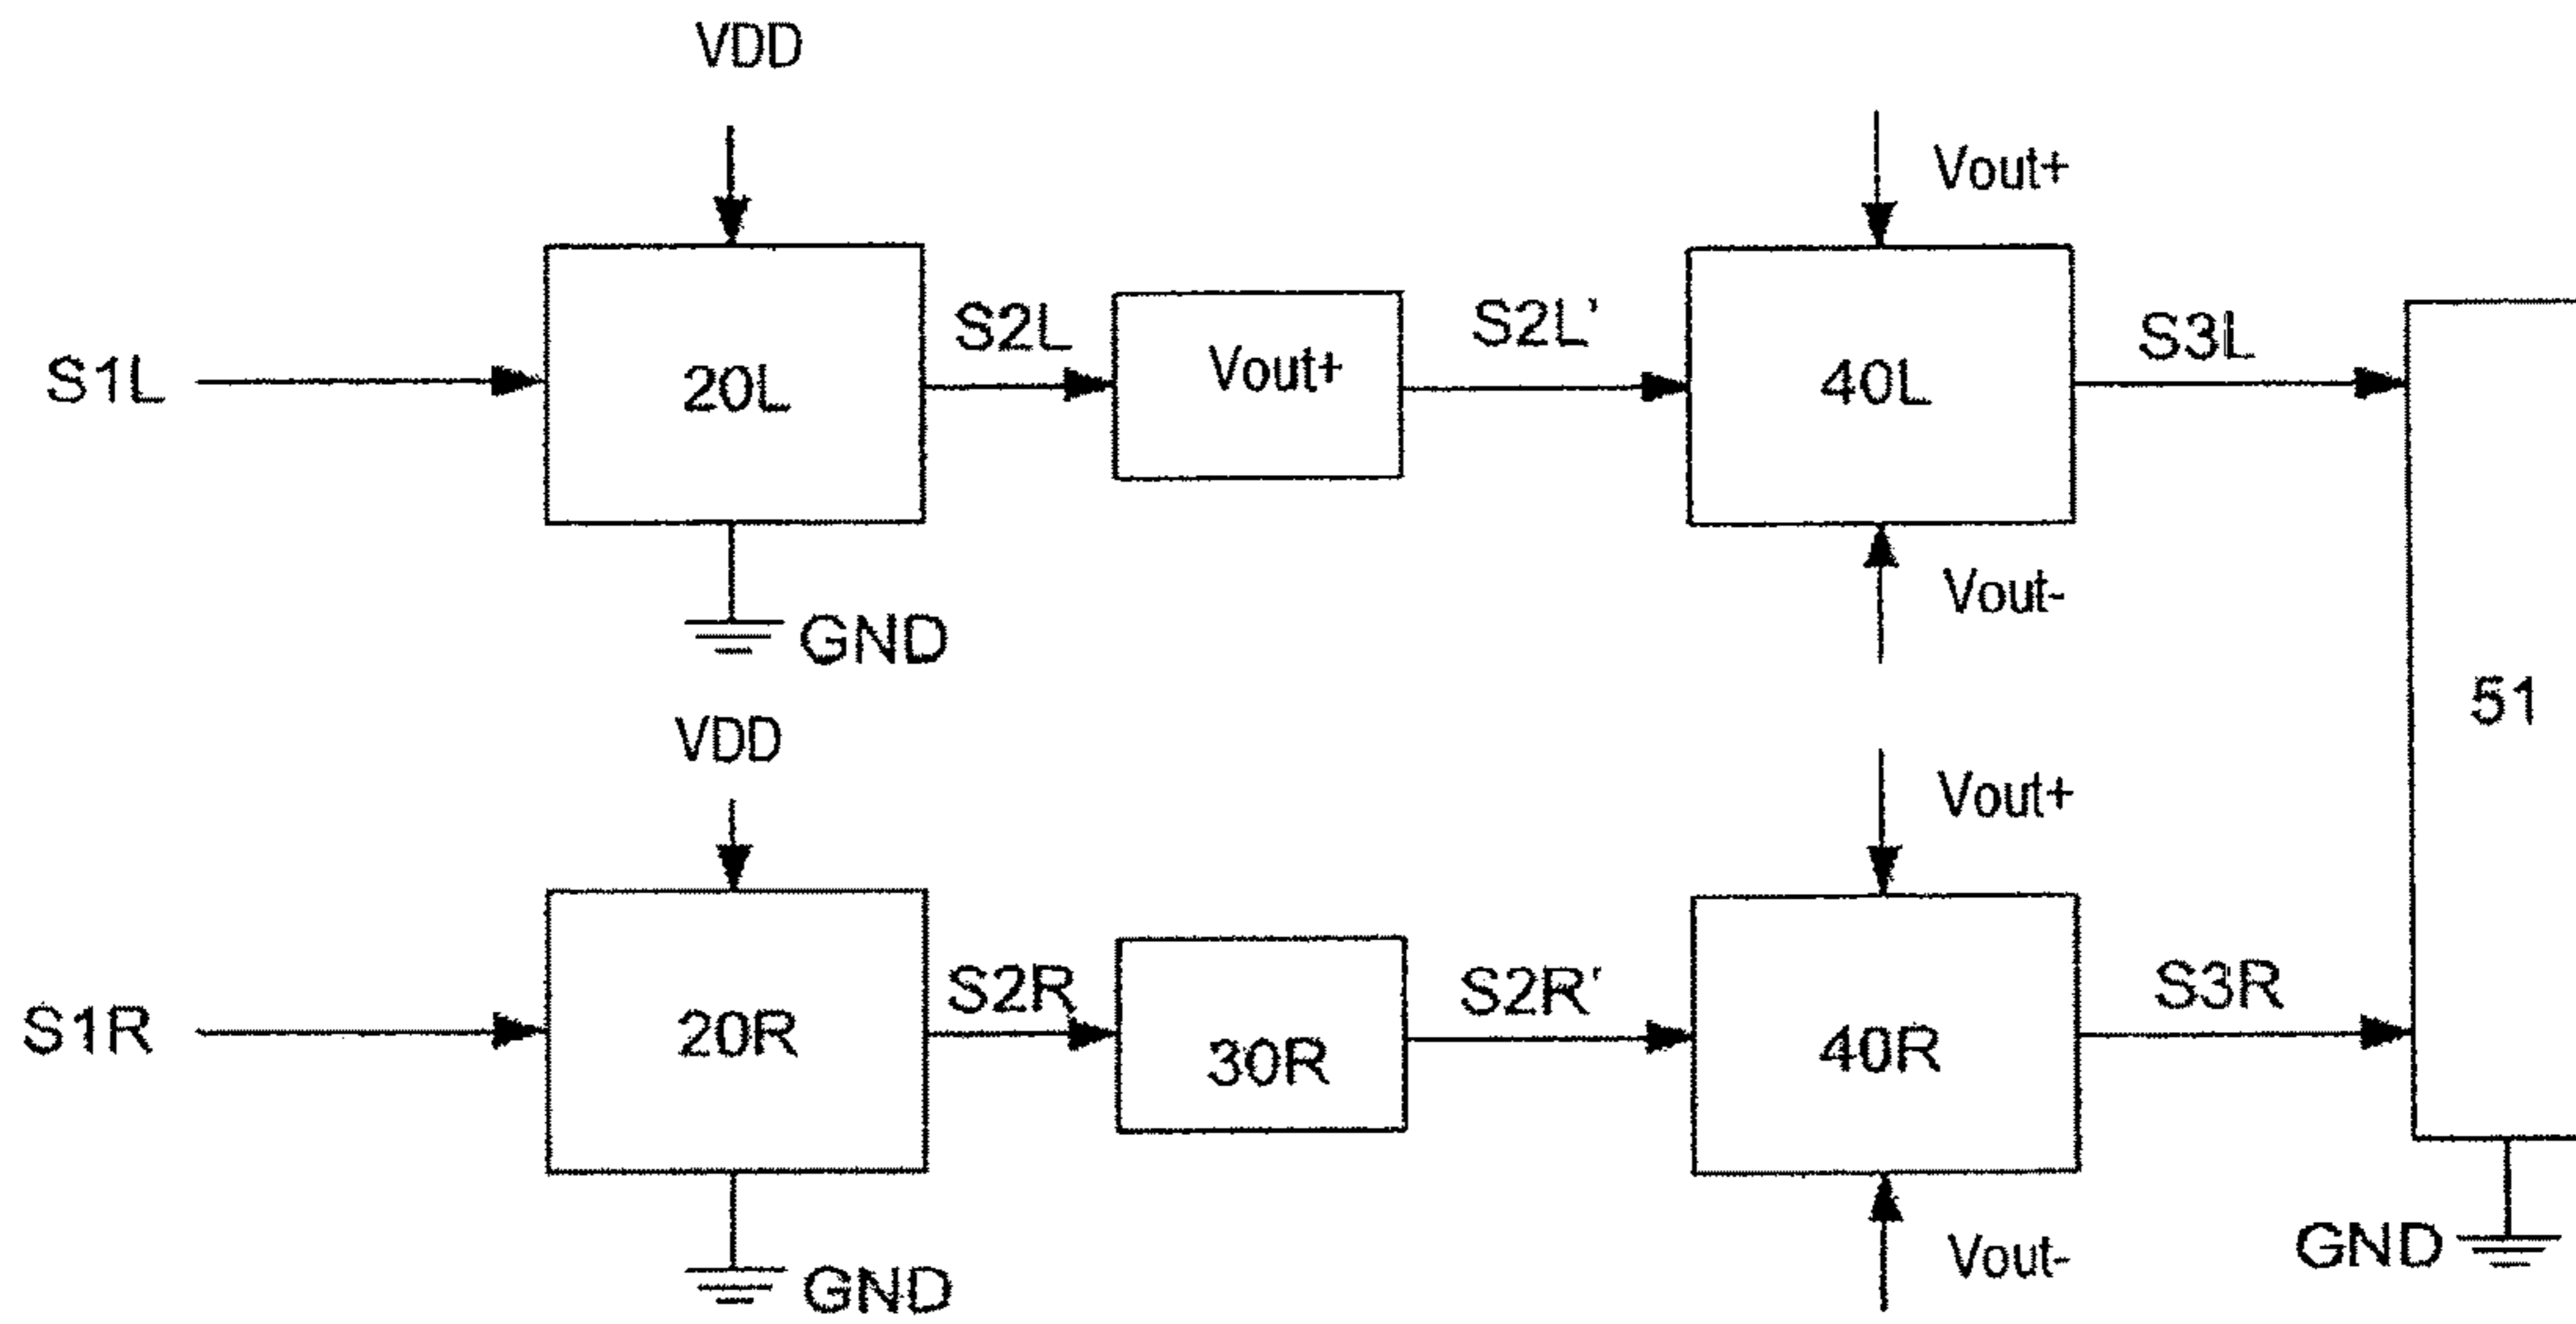 VDD
Vout+
S1L
20L
S2L
Vout+
S2L'
40L
S3L
GND
Vout-
51
VDD
Vout+
S1R
20R
S2R
30R
S2R'
40R
S3R
GND
Vout-
GND